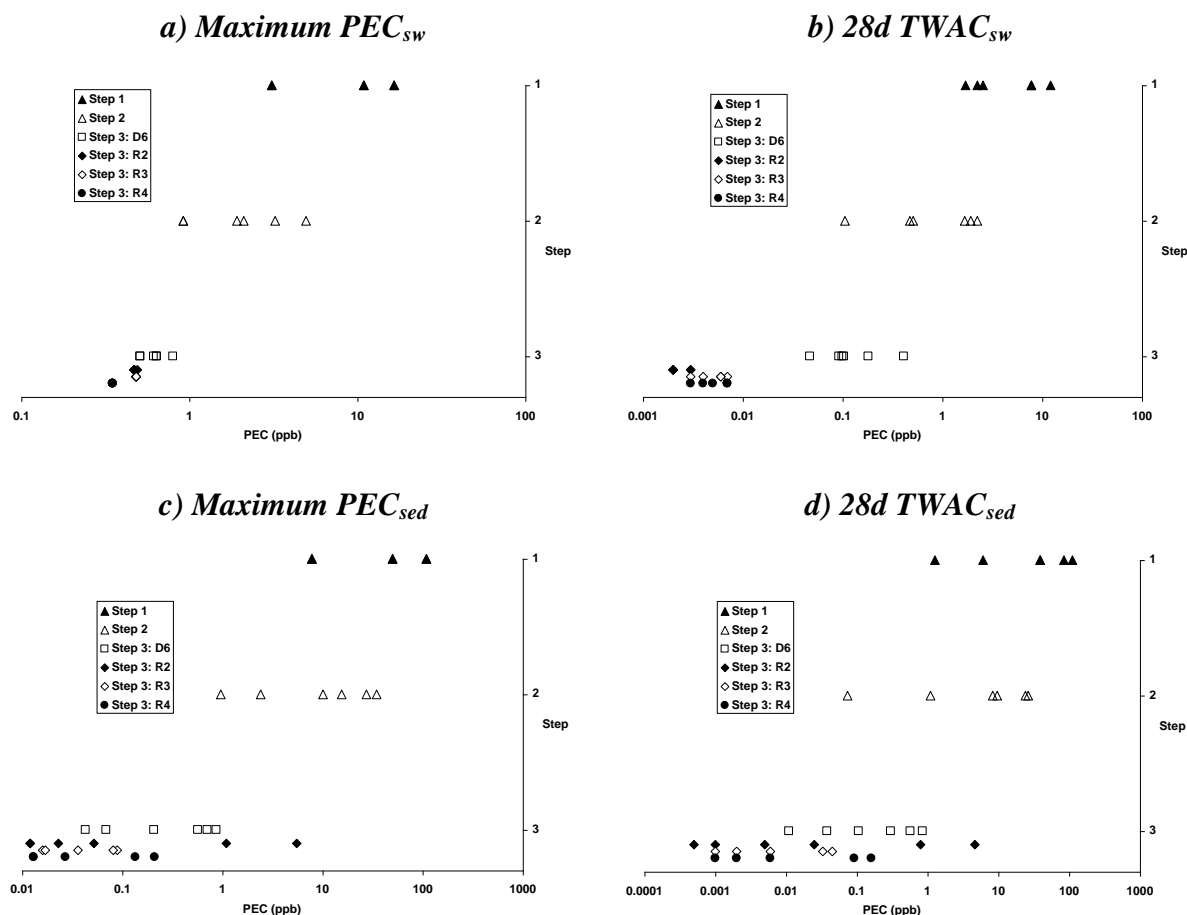 a) Maximum PECsw
1
Step 1
Step 2
Step 3: D6
Step 3: R2
Step 3: R3
Step 3: R4
2
Step
3
0.1 1 10 100
PEC (ppb)
b) 28d TWACsw
1
Step 1
Step 2
Step 3: D6
Step 3: R2
Step 3: R3
Step 3: R4
2
Step
3
0.001 0.01 0.1 1 10 100
PEC (ppb)
c) Maximum PECsed
1
Step 1
Step 2
Step 3: D6
Step 3: R2
Step 3: R3
Step 3: R4
2
Step
3
0.01 0.1 1 10 100 1000
PEC (ppb)
d) 28d TWACsed
1
Step 1
Step 2
Step 3: D6
Step 3: R2
Step 3: R3
Step 3: R4
2
Step
3
0.0001 0.001 0.01 0.1 1 10 100 1000
PEC (ppb)